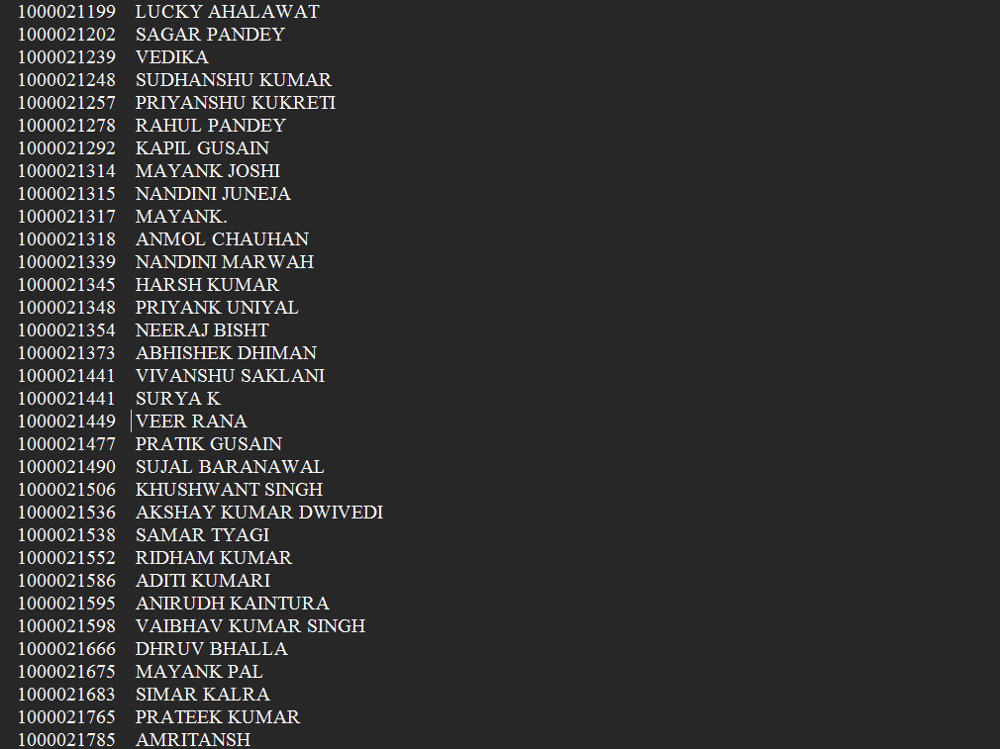 1000021199 LUCKY AHALAWAT
1000021202 SAGAR PANDEY
1000021239 VEDIKA
1000021248 SUDHANSHU KUMAR
1000021257 PRIYANSHU KUKRETI
1000021278 RAHUL PANDEY
1000021292 KAPIL GUSAIN
1000021314 MAYANK JOSHI
1000021315 NANDINI JUNEJA
1000021317 MAYANK.
1000021318 ANMOL CHAUHAN
1000021339 NANDINI MARWAH
1000021345 HARSH KUMAR
1000021348 PRIYANK UNIYAL
1000021354 NEERAJ BISHT
1000021373 ABHISHEK DHIMAN
1000021441 VIVANSHU SAKLANI
1000021441 SURYA K
1000021449 VEER RANA
1000021477 PRATIK GUSAIN
1000021490 SUJAL BARANAWAL
1000021506 KHUSHWANT SINGH
1000021536 AKSHAY KUMAR DWIVEDI
1000021538 SAMAR TYAGI
1000021552 RIDHAM KUMAR
1000021586 ADITI KUMARI
1000021595 ANIRUDH KAINTURA
1000021598 VAIBHAV KUMAR SINGH
1000021666 DHRUV BHALLA
1000021675 MAYANK PAL
1000021683 SIMAR KALRA
1000021765 PRATEEK KUMAR
1000021785 AMRITANSH